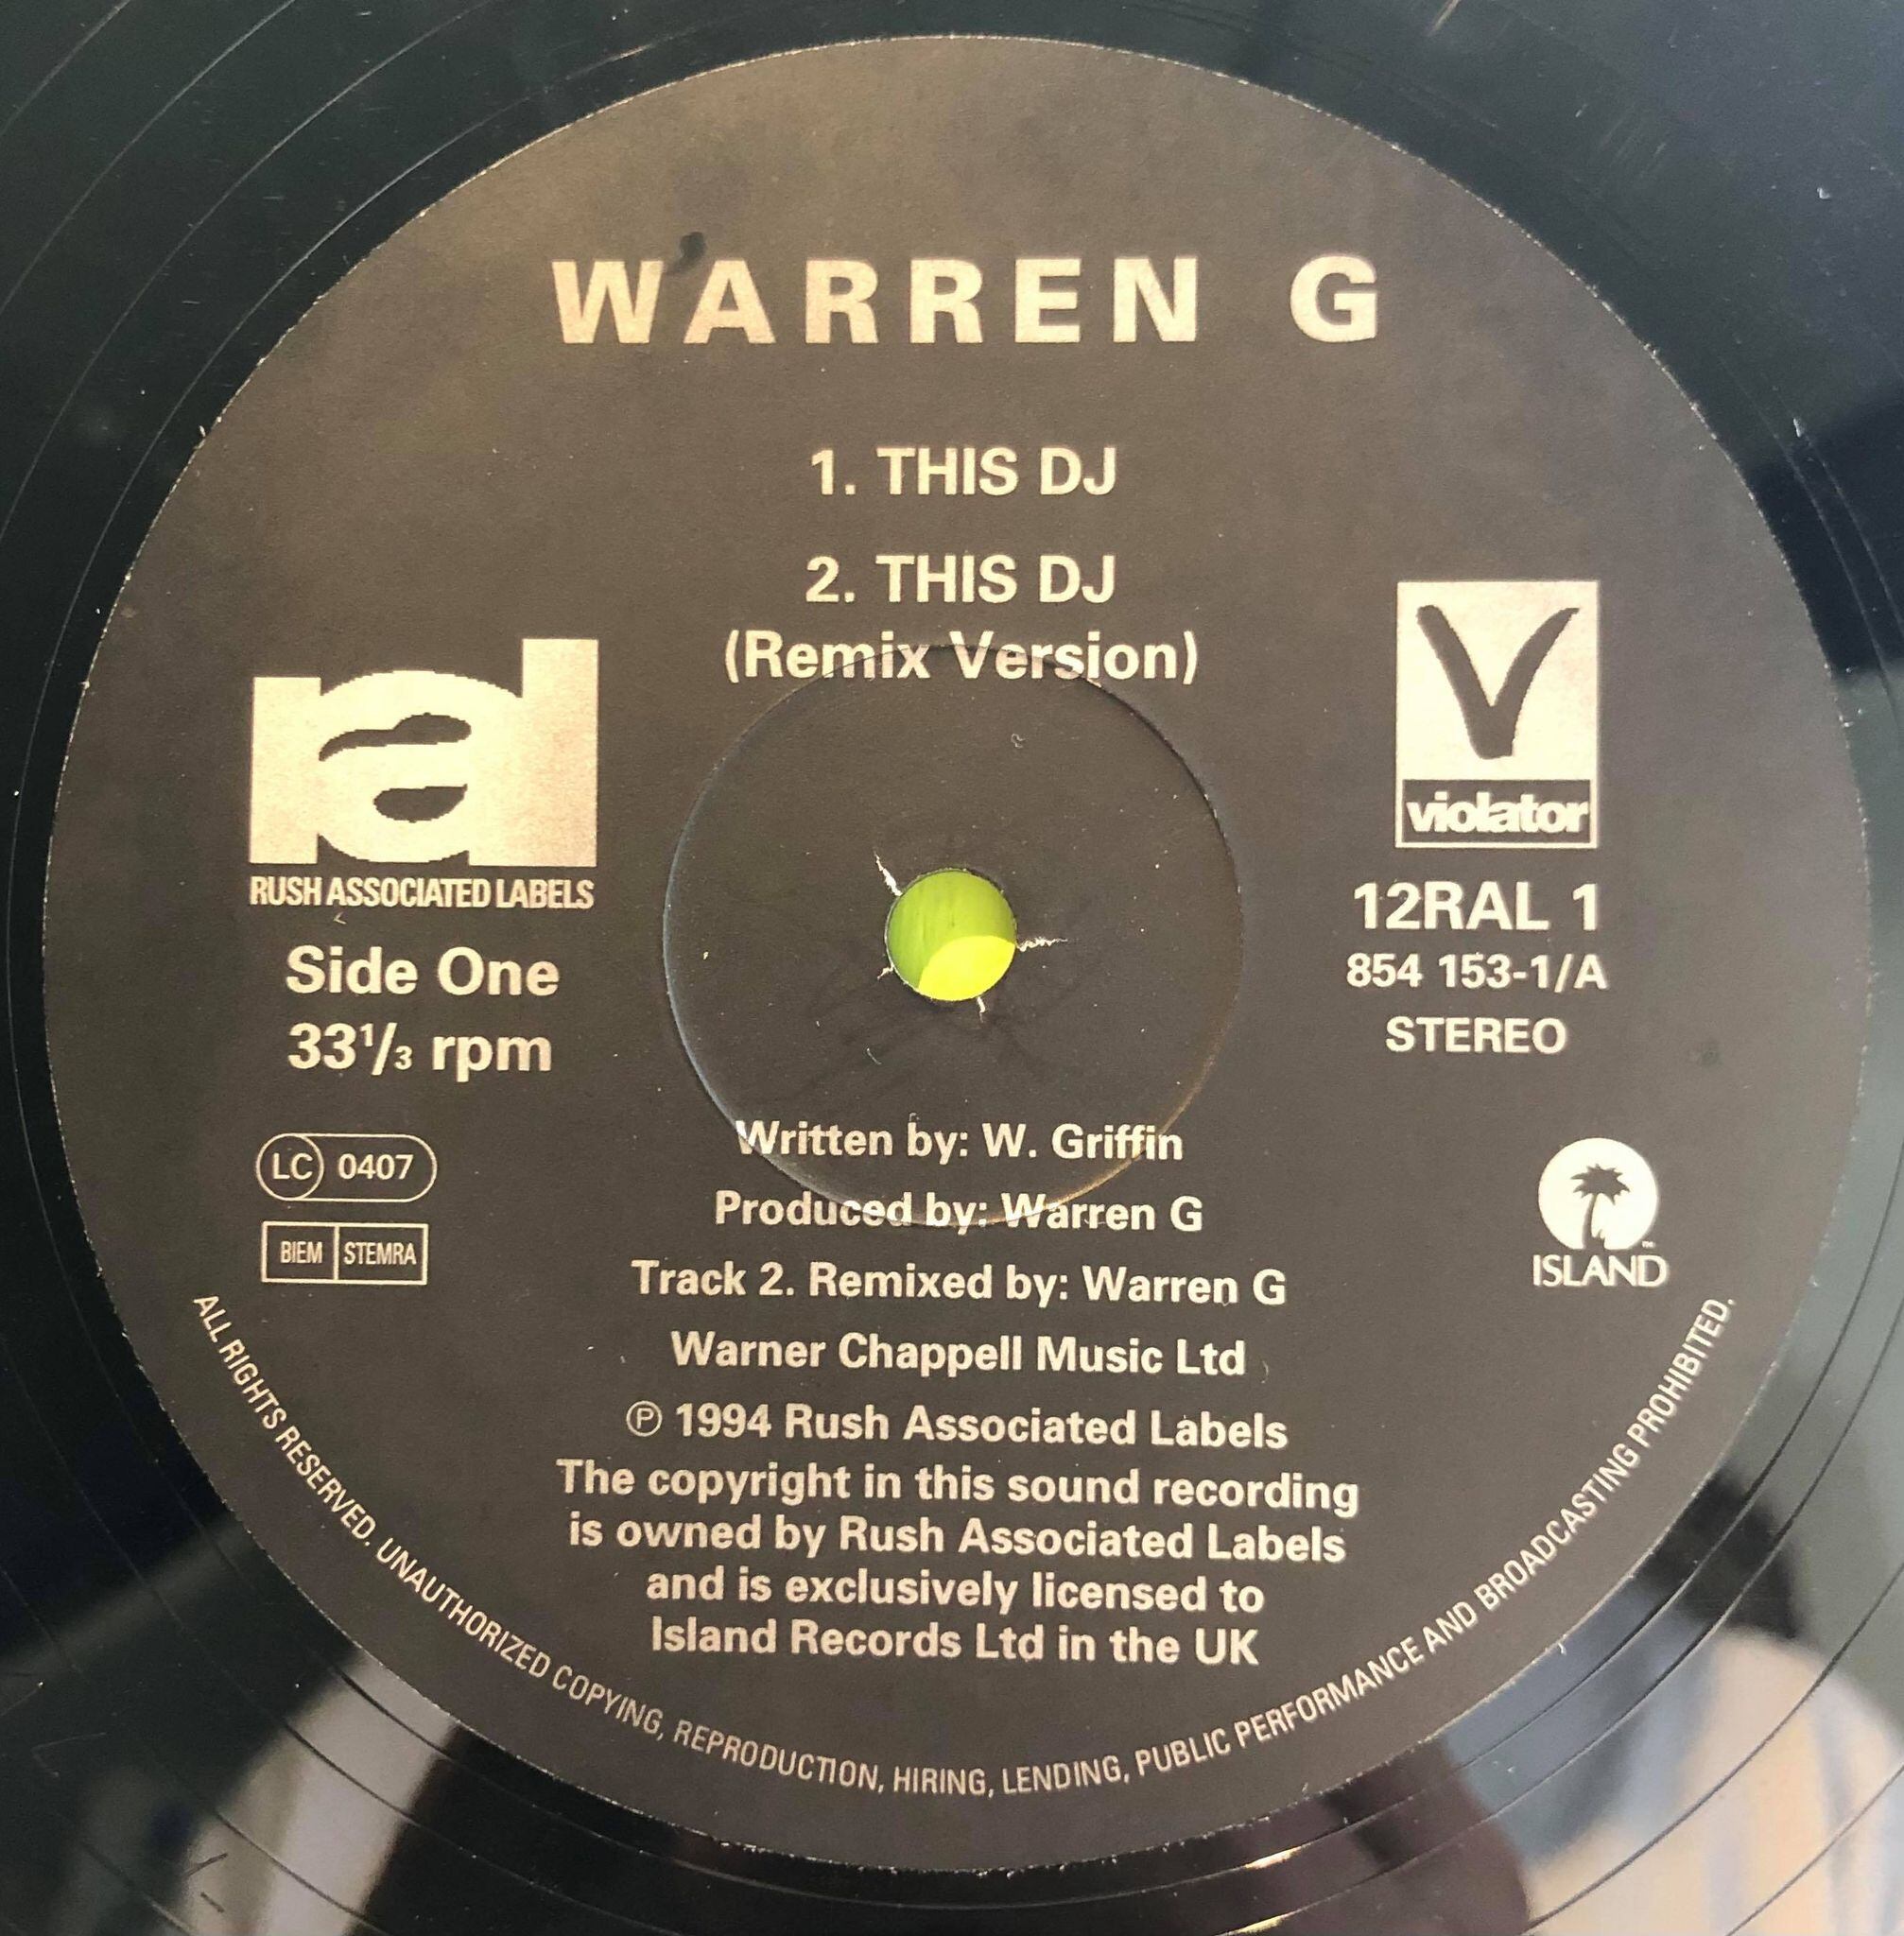 WARREN G
1. THIS DJ
2. THIS DJ
(Remix Version)
ral
RUSH ASSOCIATED LABELS
Side One
33¹/₃ rpm
LC 0407
BIEM STEMRA
V
violator
12RAL 1
854 153-1/A
STEREO
ISLAND™
Written by: W. Griffin
Produced by: Warren G
Track 2. Remixed by: Warren G
Warner Chappell Music Ltd
℗ 1994 Rush Associated Labels
The copyright in this sound recording
is owned by Rush Associated Labels
and is exclusively licensed to
Island Records Ltd in the UK
ALL RIGHTS RESERVED. UNAUTHORIZED COPYING, REPRODUCTION, HIRING, LENDING, PUBLIC PERFORMANCE AND BROADCASTING PROHIBITED.